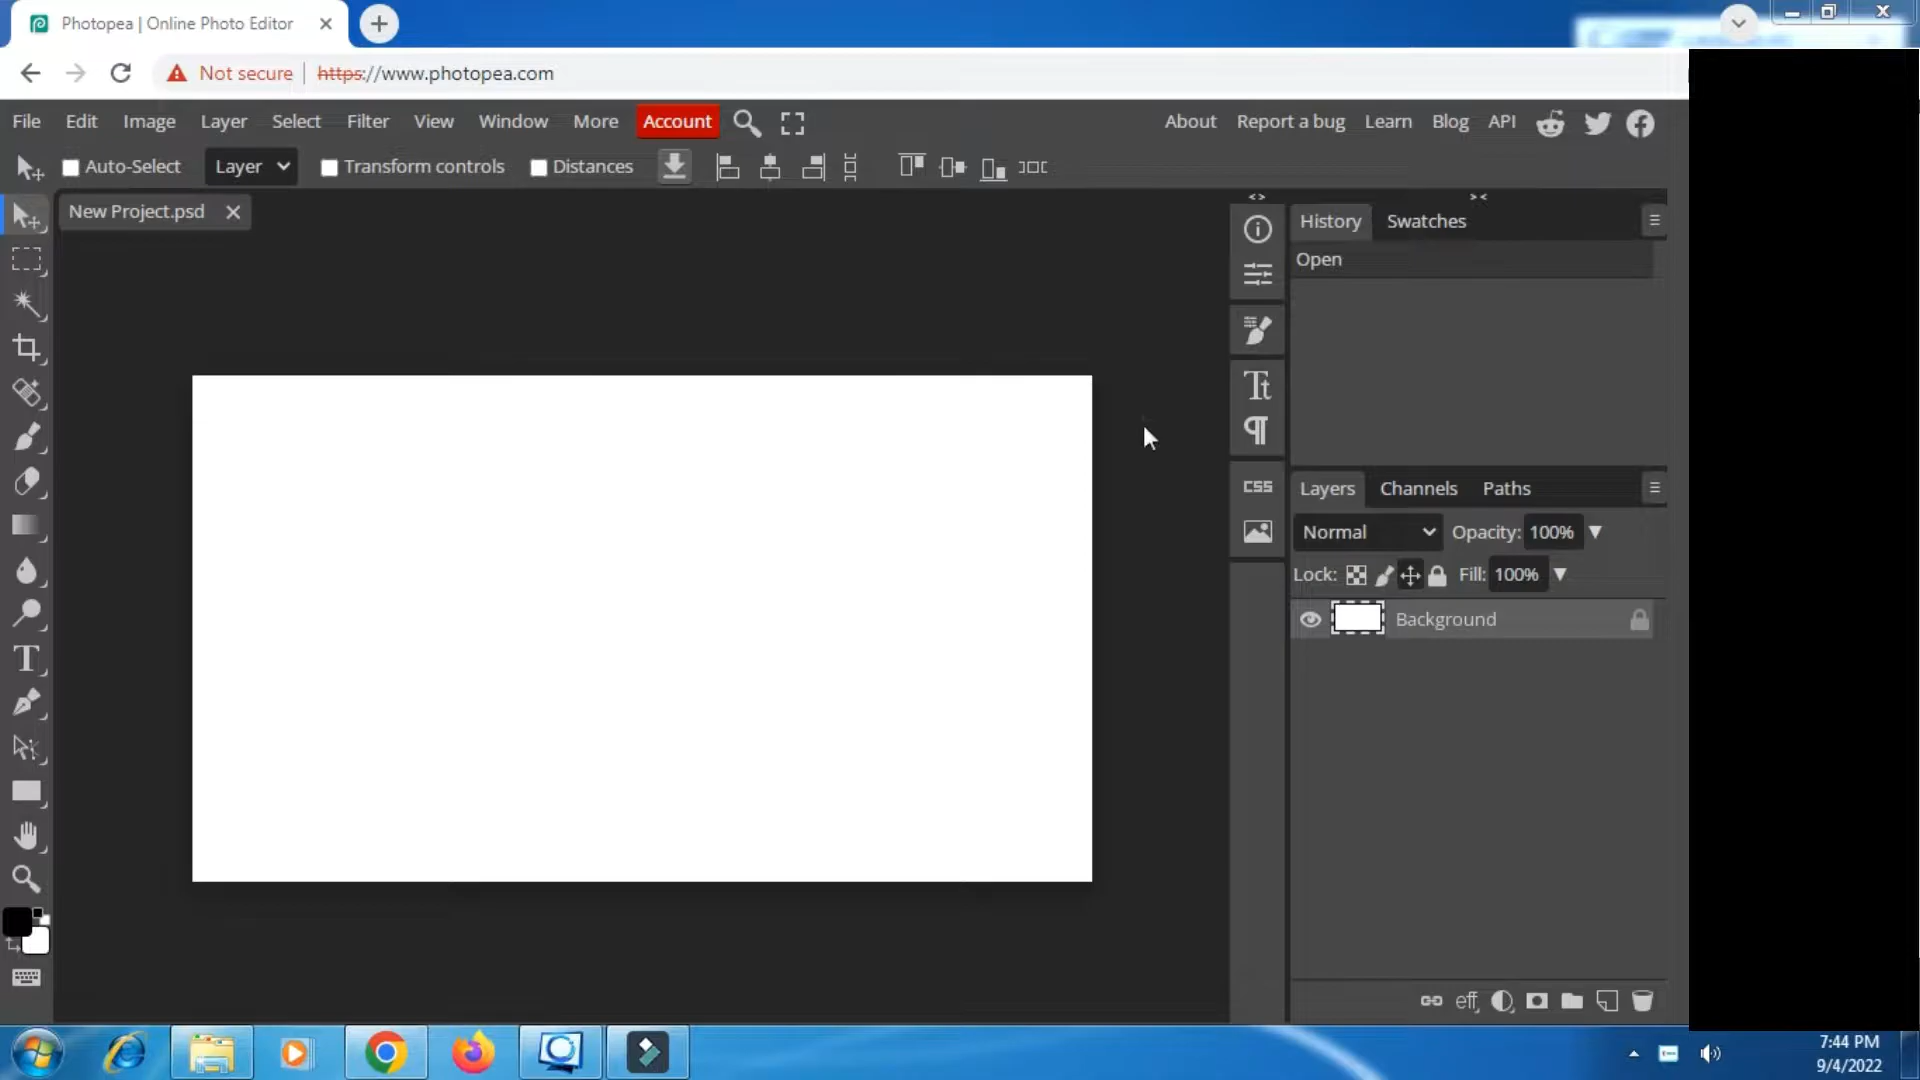 Photopea | Online Photo Editor
Not secure https://www.photopea.com
File Edit Image Layer Select Filter View Window More Account About Report a bug Learn Blog API
Auto-Select Layer Transform controls Distances
New Project.psd
History Swatches
Open
Tt
CSS
Layers Channels Paths
Normal Opacity: 100%
Lock: Fill: 100%
Background
eff
7:44 PM
9/4/2022